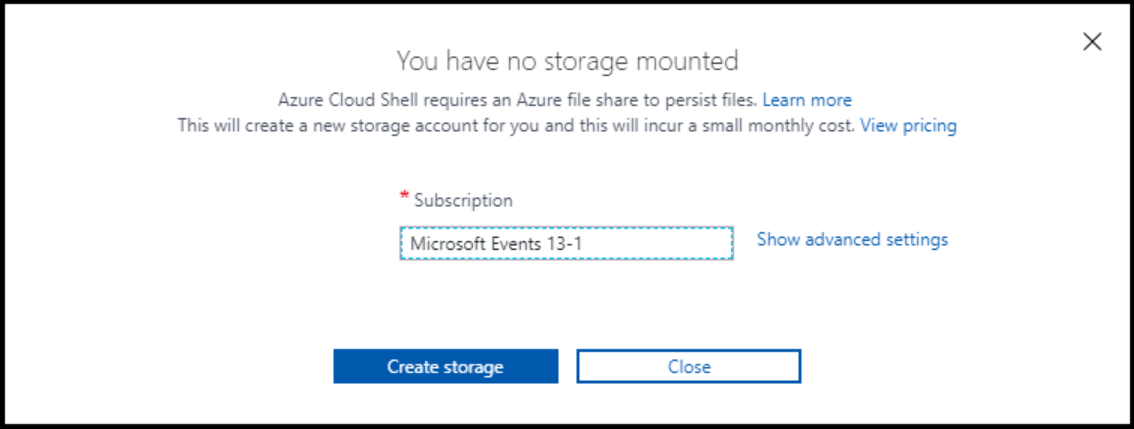 You have no storage mounted
Azure Cloud Shell requires an Azure file share to persist files. Learn more
This will create a new storage account for you and this will incur a small monthly cost. View pricing
* Subscription
Microsoft Events 13-1
Show advanced settings
Create storage
Close